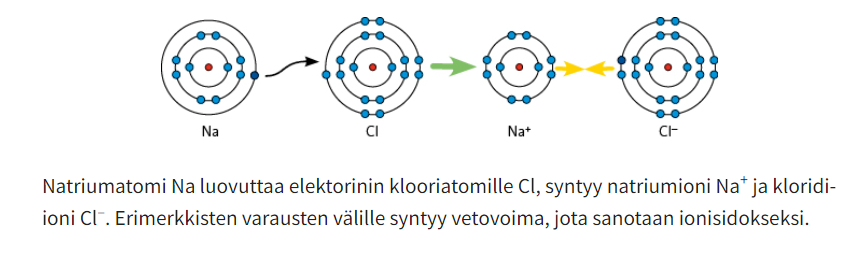 Na Cl Na⁺ Cl⁻
Natriumatomi Na luovuttaa elektorinin klooriatomille Cl, syntyy natriumioni Na⁺ ja kloridi-
ioni Cl⁻. Erimerkkisten varausten välille syntyy vetovoima, jota sanotaan ionisidokseksi.